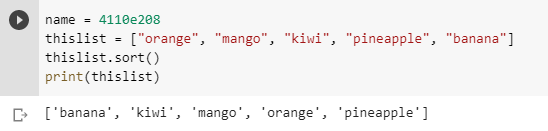 name = 4110e208
thislist = ["orange", "mango", "kiwi", "pineapple", "banana"]
thislist.sort()
print(thislist)
['banana', 'kiwi', 'mango', 'orange', 'pineapple']